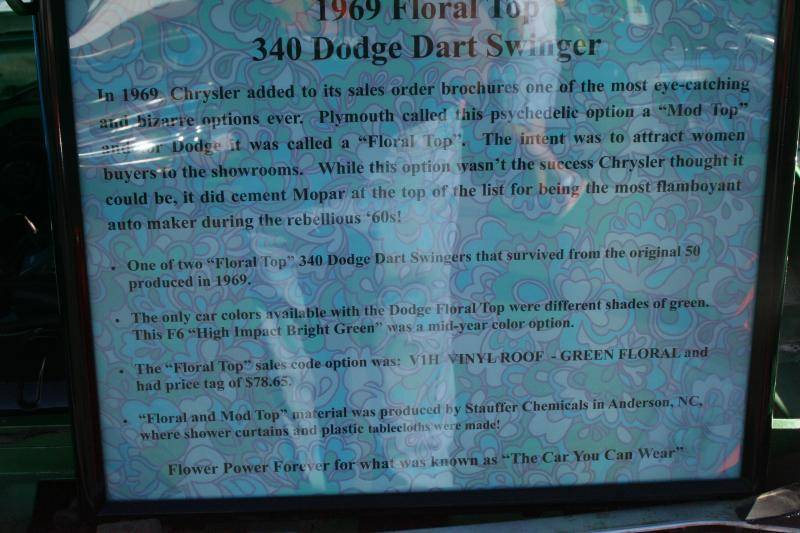 1969 Floral Top
340 Dodge Dart Swinger
In 1969 Chrysler added to its sales order brochures one of the most eye-catching
and bizarre options ever. Plymouth called this psychedelic option a “Mod Top”
and for Dodge it was called a “Floral Top”. The intent was to attract women
buyers to the showrooms. While this option wasn't the success Chrysler thought it
could be, it did cement Mopar at the top of the list for being the most flamboyant
auto maker during the rebellious ‘60s!
• One of two “Floral Top” 340 Dodge Dart Swingers that survived from the original 50
produced in 1969.
• The only car colors available with the Dodge Floral Top were different shades of green.
This F6 “High Impact Bright Green” was a mid-year color option.
• The “Floral Top” sales code option was: V1H VINYL ROOF - GREEN FLORAL and
had price tag of $78.65.
• “Floral and Mod Top” material was produced by Stauffer Chemicals in Anderson, NC,
where shower curtains and plastic tablecloths were made!
Flower Power Forever for what was known as “The Car You Can Wear”